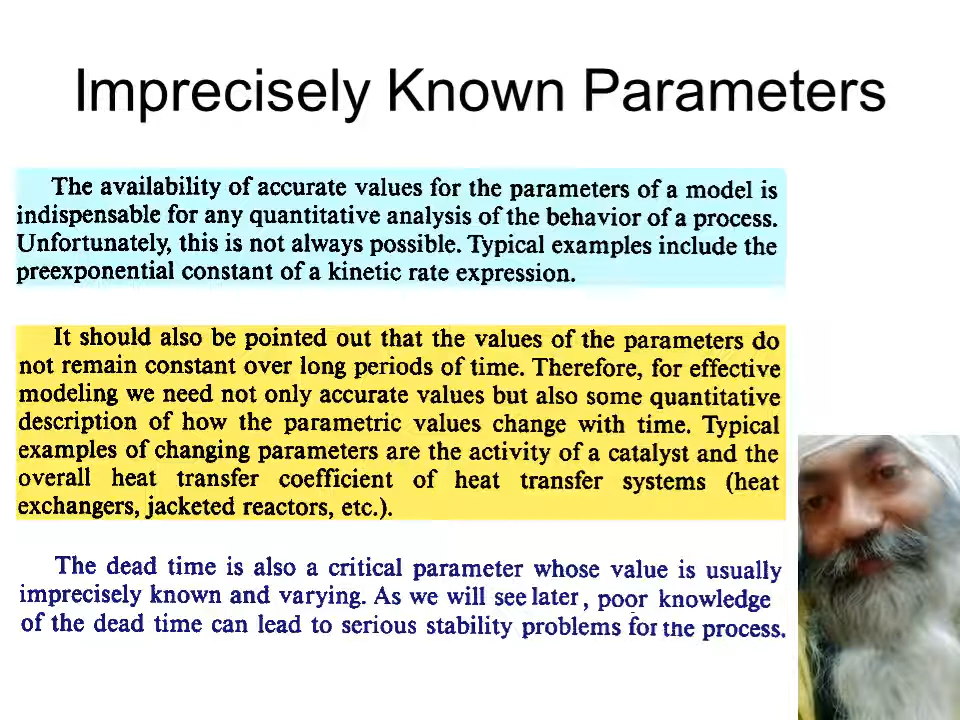 Imprecisely Known Parameters
The availability of accurate values for the parameters of a model is
indispensable for any quantitative analysis of the behavior of a process.
Unfortunately, this is not always possible. Typical examples include the
preexponential constant of a kinetic rate expression.
It should also be pointed out that the values of the parameters do
not remain constant over long periods of time. Therefore, for effective
modeling we need not only accurate values but also some quantitative
description of how the parametric values change with time. Typical
examples of changing parameters are the activity of a catalyst and the
overall heat transfer coefficient of heat transfer systems (heat
exchangers, jacketed reactors, etc.).
The dead time is also a critical parameter whose value is usually
imprecisely known and varying. As we will see later, poor knowledge
of the dead time can lead to serious stability problems for the process.